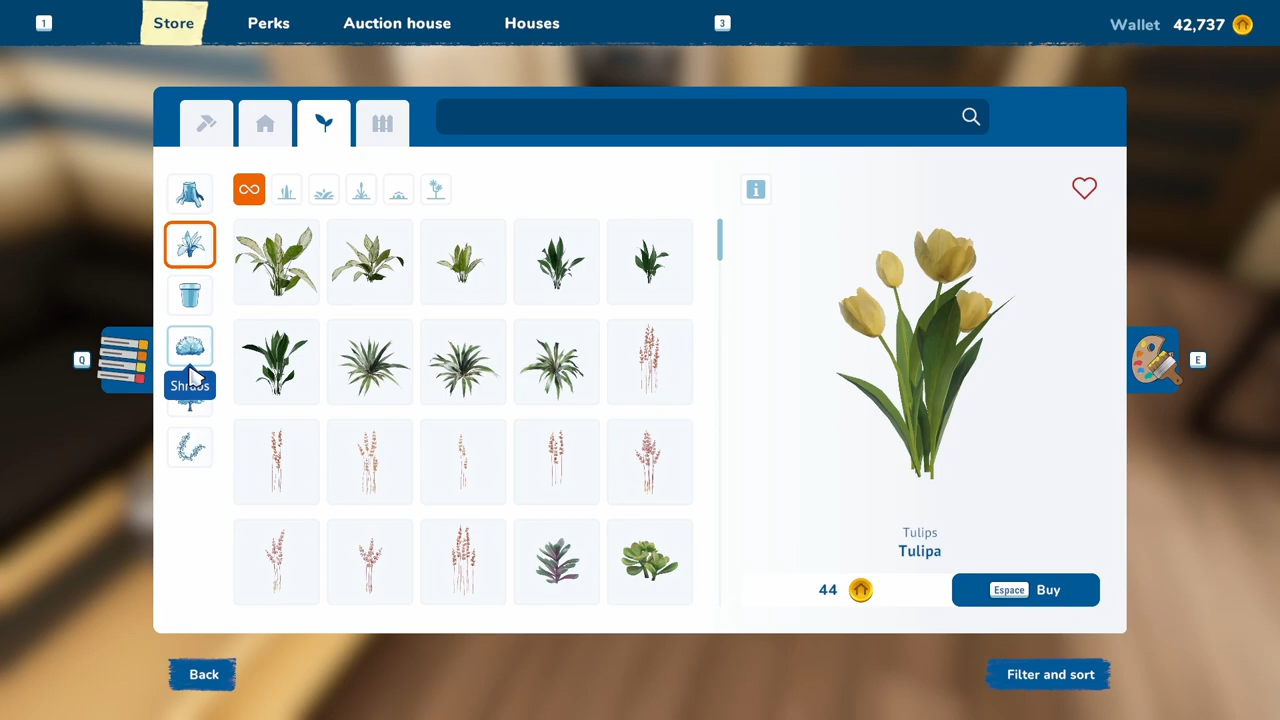 1
Store
Perks
Auction house
Houses
3
Wallet 42,737
Q
E
Shrubs
Tulips
Tulipa
44
Espace Buy
Back
Filter and sort